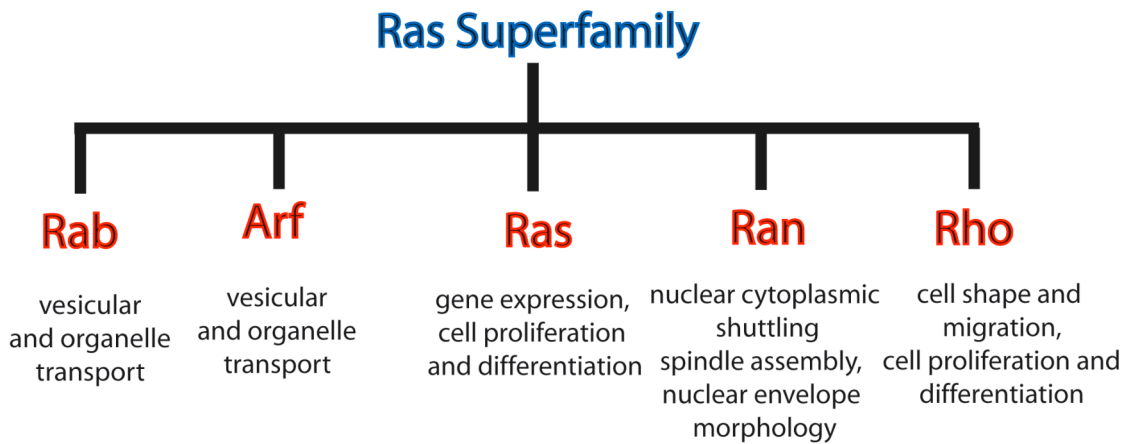 Ras Superfamily
Rab
vesicular
and organelle
transport
Arf
vesicular
and organelle
transport
Ras
gene expression,
cell proliferation
and differentiation
Ran
nuclear cytoplasmic
shuttling
spindle assembly,
nuclear envelope
morphology
Rho
cell shape and
migration,
cell proliferation and
differentiation